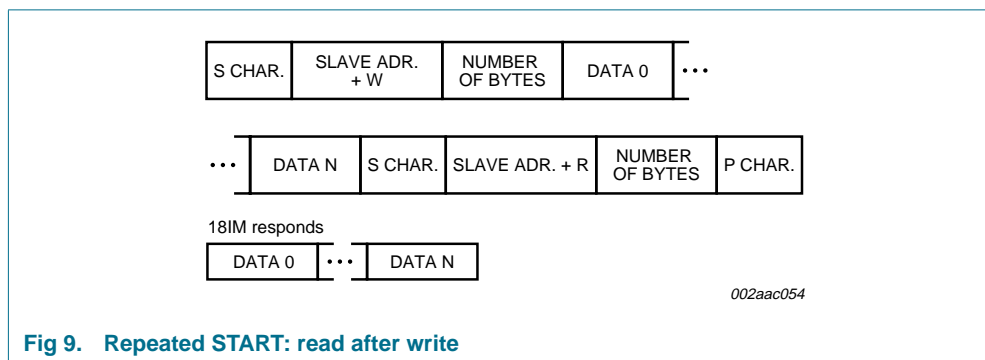 S CHAR. SLAVE ADR. + W NUMBER OF BYTES DATA 0 •••
••• DATA N S CHAR. SLAVE ADR. + R NUMBER OF BYTES P CHAR.
18IM responds
DATA 0 ••• DATA N
002aac054
Fig 9. Repeated START: read after write